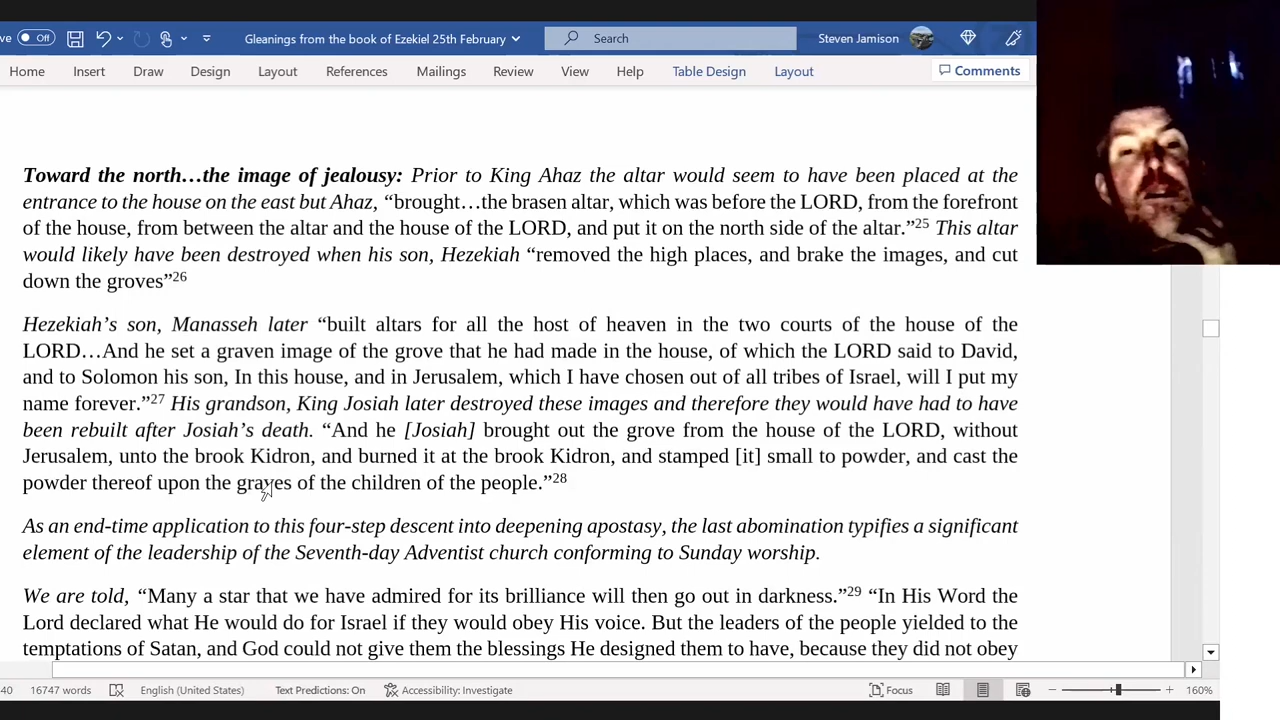 ve Off Gleanings from the book of Ezekiel 25th February Search Steven Jamison
Home Insert Draw Design Layout References Mailings Review View Help Table Design Layout Comments
Toward the north…the image of jealousy: Prior to King Ahaz the altar would seem to have been placed at the
entrance to the house on the east but Ahaz, “brought…the brasen altar, which was before the LORD, from the forefront
of the house, from between the altar and the house of the LORD, and put it on the north side of the altar.”25 This altar
would likely have been destroyed when his son, Hezekiah “removed the high places, and brake the images, and cut
down the groves”26
Hezekiah’s son, Manasseh later “built altars for all the host of heaven in the two courts of the house of the
LORD…And he set a graven image of the grove that he had made in the house, of which the LORD said to David,
and to Solomon his son, In this house, and in Jerusalem, which I have chosen out of all tribes of Israel, will I put my
name forever.”27 His grandson, King Josiah later destroyed these images and therefore they would have had to have
been rebuilt after Josiah’s death. “And he [Josiah] brought out the grove from the house of the LORD, without
Jerusalem, unto the brook Kidron, and burned it at the brook Kidron, and stamped [it] small to powder, and cast the
powder thereof upon the graves of the children of the people.”28
As an end-time application to this four-step descent into deepening apostasy, the last abomination typifies a significant
element of the leadership of the Seventh-day Adventist church conforming to Sunday worship.
We are told, “Many a star that we have admired for its brilliance will then go out in darkness.”29 “In His Word the
Lord declared what He would do for Israel if they would obey His voice. But the leaders of the people yielded to the
temptations of Satan, and God could not give them the blessings He designed them to have, because they did not obey
40 16747 words English (United States) Text Predictions: On Accessibility: Investigate Focus 160%